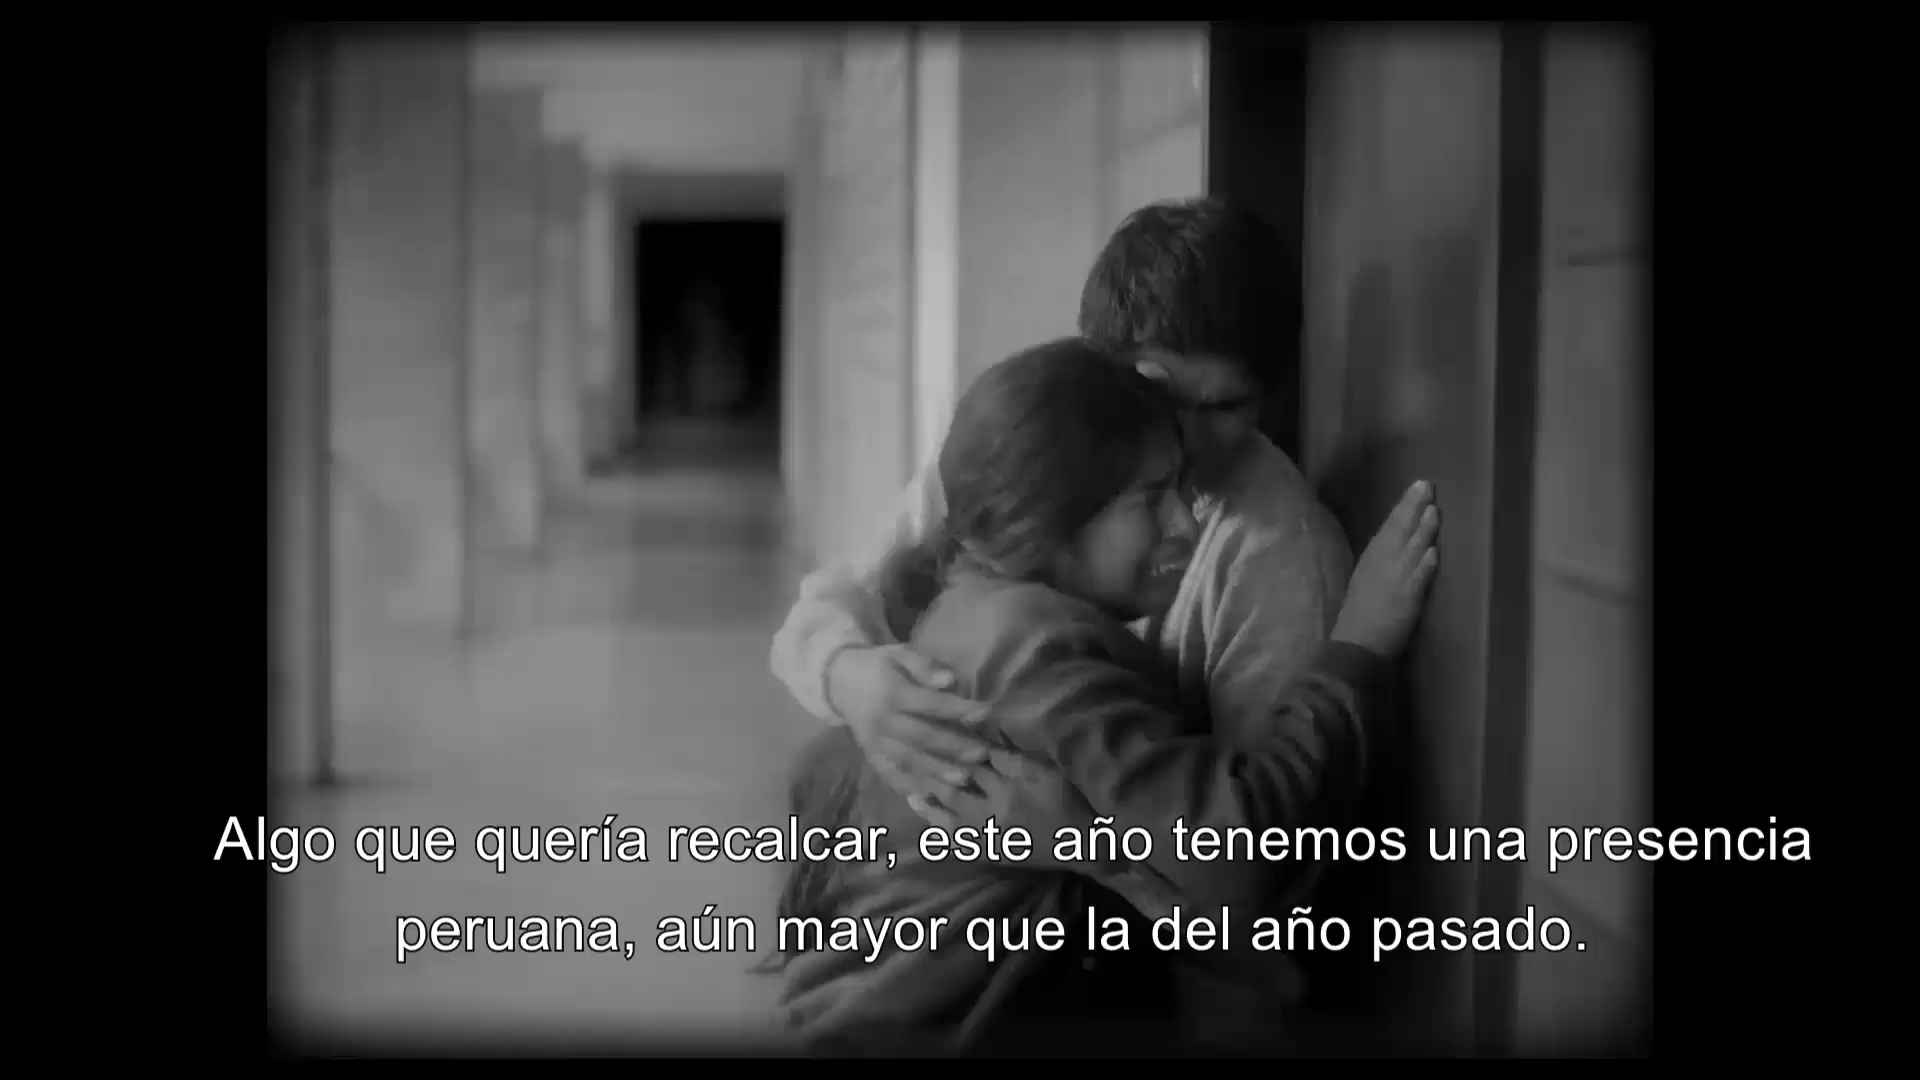 Algo que quería recalcar, este año tenemos una presencia
peruana, aún mayor que la del año pasado.